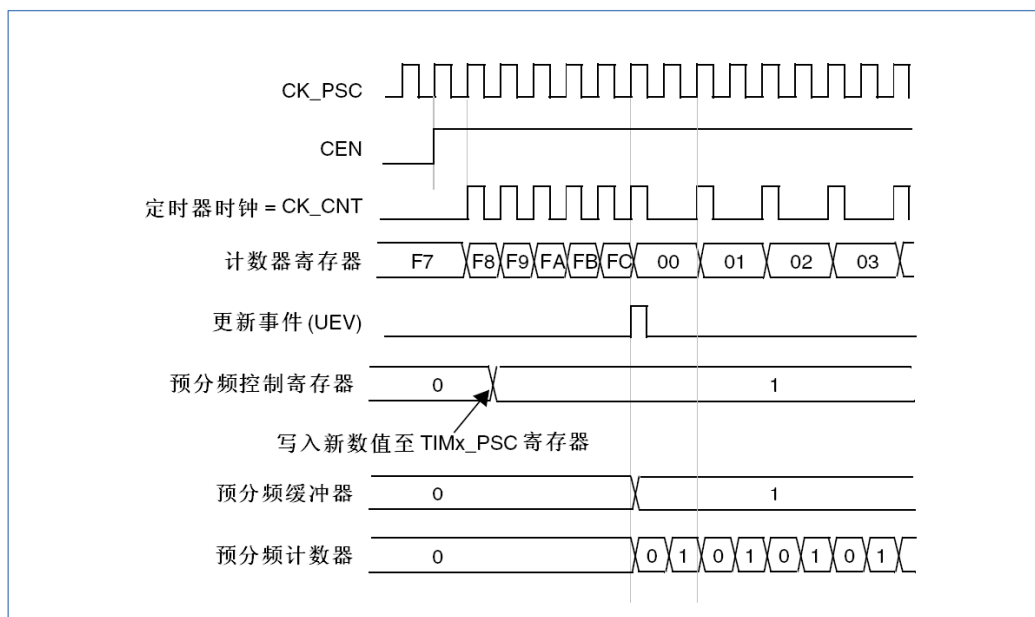 CK_PSC
CEN
定时器时钟 = CK_CNT
计数器寄存器 F7 F8 F9 FA FB FC 00 01 02 03
更新事件 (UEV)
预分频控制寄存器 0 1
写入新数值至 TIMx_PSC 寄存器
预分频缓冲器 0 1
预分频计数器 0 0 1 0 1 0 1 0 1